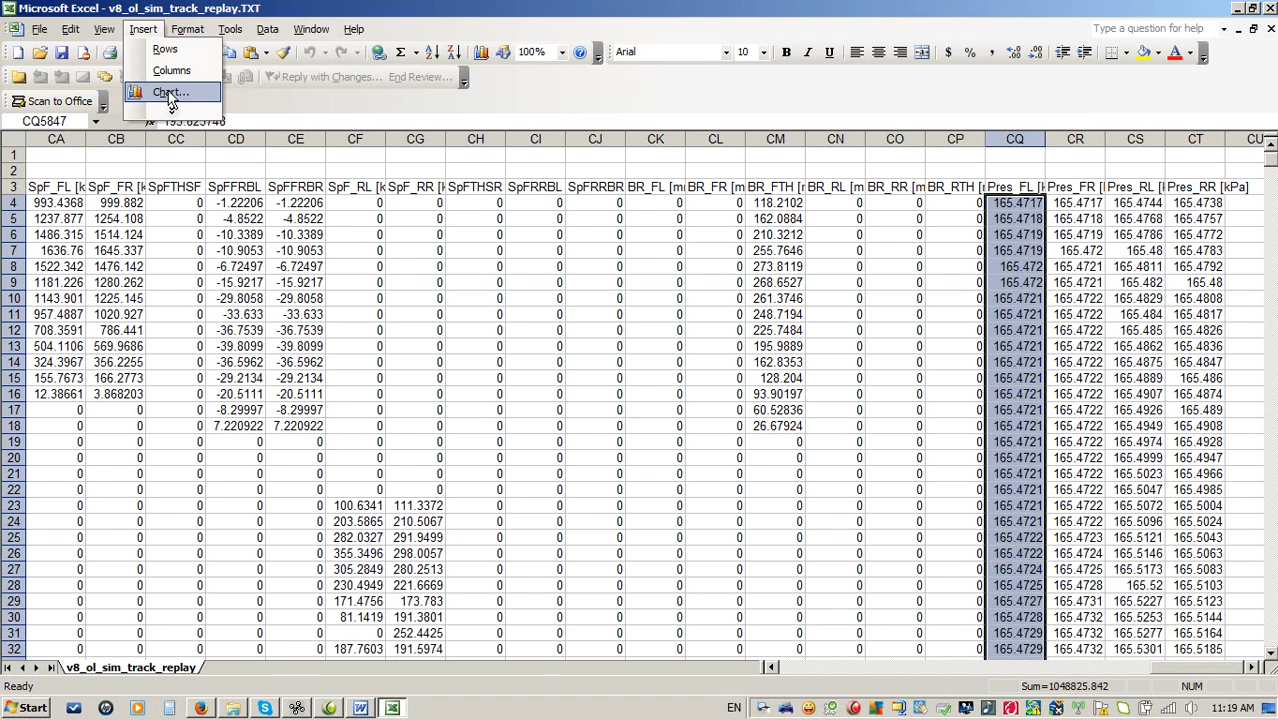 Microsoft Excel - v8_ol_sim_track_replay.TXT
File Edit View Insert Format Tools Data Window Help Type a question for help
100% Arial 10 B I U $ % ,
Reply with Changes... End Review...
Scan to Office
Rows
Columns
Chart...
CQ5847 193.623748
CA CB CC CD CE CF CG CH CI CJ CK CL CM CN CO CP CQ CR CS CT CU
1
2
3 SpF_FL [k SpF_FR [k SpFFTHSF SpFFRBL SpFFRBR SpF_RL [k SpF_RR [k SpFTHSR SpFRRBL SpFRRBR BR_FL [m BR_FR [m BR_FTH [m BR_RL [m BR_RR [m BR_RTH [m Pres_FL [k Pres_FR [k Pres_RL [k Pres_RR [kPa]
4 993.4368 999.882 0 -1.22206 -1.22206 0 0 0 0 0 0 0 118.2102 0 0 0 165.4717 165.4717 165.4744 165.4738
5 1237.877 1254.108 0 -4.8522 -4.8522 0 0 0 0 0 0 0 162.0884 0 0 0 165.4718 165.4718 165.4768 165.4757
6 1486.315 1514.124 0 -10.3389 -10.3389 0 0 0 0 0 0 0 210.3212 0 0 0 165.4719 165.4719 165.4786 165.4772
7 1636.76 1645.337 0 -10.9053 -10.9053 0 0 0 0 0 0 0 255.7646 0 0 0 165.4719 165.472 165.48 165.4783
8 1522.342 1476.142 0 -6.72497 -6.72497 0 0 0 0 0 0 0 273.8119 0 0 0 165.472 165.4721 165.4811 165.4792
9 1181.226 1280.262 0 -15.9217 -15.9217 0 0 0 0 0 0 0 268.6527 0 0 0 165.472 165.4721 165.482 165.48
10 1143.901 1225.145 0 -29.8058 -29.8058 0 0 0 0 0 0 0 261.3746 0 0 0 165.4721 165.4722 165.4829 165.4808
11 957.4887 1020.927 0 -33.633 -33.633 0 0 0 0 0 0 0 248.7194 0 0 0 165.4721 165.4722 165.484 165.4817
12 708.3591 786.441 0 -36.7539 -36.7539 0 0 0 0 0 0 0 225.7484 0 0 0 165.4721 165.4722 165.485 165.4826
13 504.1106 569.9686 0 -39.8099 -39.8099 0 0 0 0 0 0 0 195.9889 0 0 0 165.4721 165.4722 165.4862 165.4836
14 324.3967 356.2255 0 -36.5962 -36.5962 0 0 0 0 0 0 0 162.8353 0 0 0 165.4721 165.4722 165.4875 165.4847
15 155.7673 166.2773 0 -29.2134 -29.2134 0 0 0 0 0 0 0 128.204 0 0 0 165.4721 165.4722 165.4889 165.486
16 12.38661 3.868203 0 -20.5111 -20.5111 0 0 0 0 0 0 0 93.90197 0 0 0 165.4721 165.4722 165.4907 165.4874
17 0 0 0 -8.29997 -8.29997 0 0 0 0 0 0 0 60.52836 0 0 0 165.4721 165.4722 165.4926 165.489
18 0 0 0 7.220922 7.220922 0 0 0 0 0 0 0 26.67924 0 0 0 165.4721 165.4722 165.4949 165.4908
19 0 0 0 0 0 0 0 0 0 0 0 0 0 0 0 0 165.4721 165.4722 165.4974 165.4928
20 0 0 0 0 0 0 0 0 0 0 0 0 0 0 0 0 165.4721 165.4722 165.4999 165.4947
21 0 0 0 0 0 0 0 0 0 0 0 0 0 0 0 0 165.4721 165.4722 165.5023 165.4966
22 0 0 0 0 0 0 0 0 0 0 0 0 0 0 0 0 165.4721 165.4722 165.5047 165.4985
23 0 0 0 0 0 100.6341 111.3372 0 0 0 0 0 0 0 0 0 165.4721 165.4722 165.5072 165.5004
24 0 0 0 0 0 203.5865 210.5067 0 0 0 0 0 0 0 0 0 165.4721 165.4722 165.5096 165.5024
25 0 0 0 0 0 282.0327 291.9499 0 0 0 0 0 0 0 0 0 165.4722 165.4723 165.5121 165.5043
26 0 0 0 0 0 355.3496 298.0057 0 0 0 0 0 0 0 0 0 165.4722 165.4724 165.5146 165.5063
27 0 0 0 0 0 305.2849 280.2513 0 0 0 0 0 0 0 0 0 165.4724 165.4725 165.5173 165.5083
28 0 0 0 0 0 230.4949 221.6669 0 0 0 0 0 0 0 0 0 165.4725 165.4728 165.52 165.5103
29 0 0 0 0 0 171.4756 173.783 0 0 0 0 0 0 0 0 0 165.4727 165.4731 165.5227 165.5123
30 0 0 0 0 0 81.1419 191.3801 0 0 0 0 0 0 0 0 0 165.4728 165.4732 165.5253 165.5144
31 0 0 0 0 0 0 252.4425 0 0 0 0 0 0 0 0 0 165.4729 165.4732 165.5277 165.5164
32 0 0 0 0 0 187.7603 191.5974 0 0 0 0 0 0 0 0 0 165.4729 165.4732 165.5301 165.5185
v8_ol_sim_track_replay
Ready Sum=1048825.842 NUM
Start EN 11:19 AM